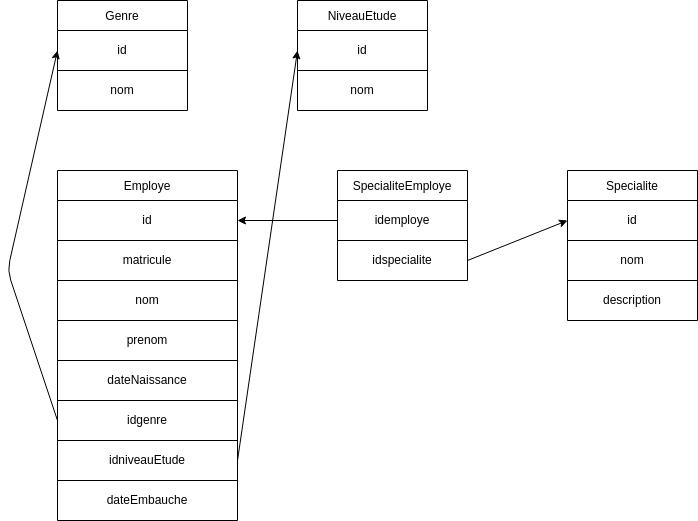 Genre
id
nom
NiveauEtude
id
nom
Employe
id
matricule
nom
prenom
dateNaissance
idgenre
idniveauEtude
dateEmbauche
SpecialiteEmploye
idemploye
idspecialite
Specialite
id
nom
description